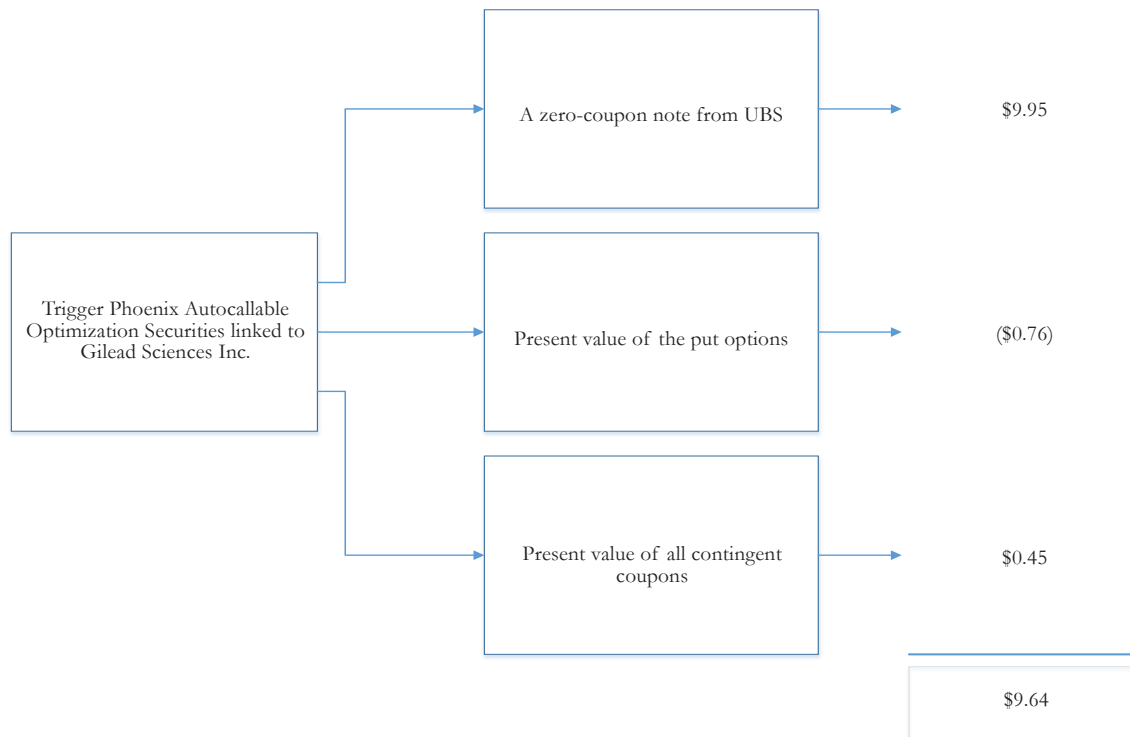 A zero-coupon note from UBS
$9.95
Trigger Phoenix Autocallable
Optimization Securities linked to
Gilead Sciences Inc.
Present value of the put options
($0.76)
Present value of all contingent
coupons
$0.45
$9.64